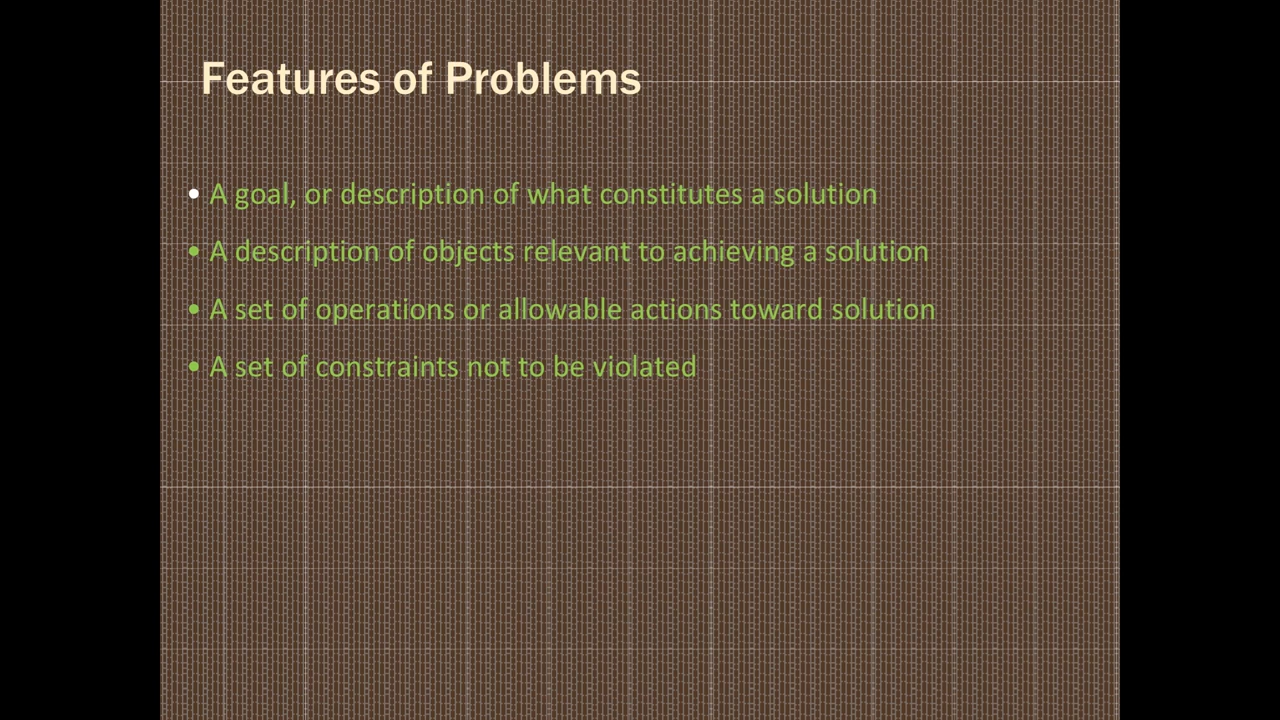 Features of Problems
• A goal, or description of what constitutes a solution
• A description of objects relevant to achieving a solution
• A set of operations or allowable actions toward solution
• A set of constraints not to be violated